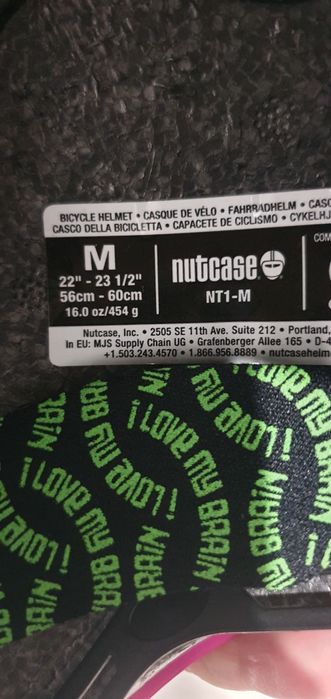 BICYCLE HELMET • CASQUE DE VÉLO • FAHRRADHELM •
CASCO DELLA BICICLETTA • CAPACETE DE CICLISMO •
M
22" - 23 1/2"
56cm - 60cm
16.0 oz/454 g
nutcase
NT1-M
Nutcase, Inc. • 2505 SE 11th Ave. Suite 212 • Portland,
In EU: MJS Supply Chain UG • Grafenberger Allee 165 • D-4
+1.503.243.4570 • 1.866.956.8889 • nutcasehelm
i LOVE MY BRAIN
i LOVE MY BRAIN
i LOVE MY BRAIN
i LOVE MY BRAIN